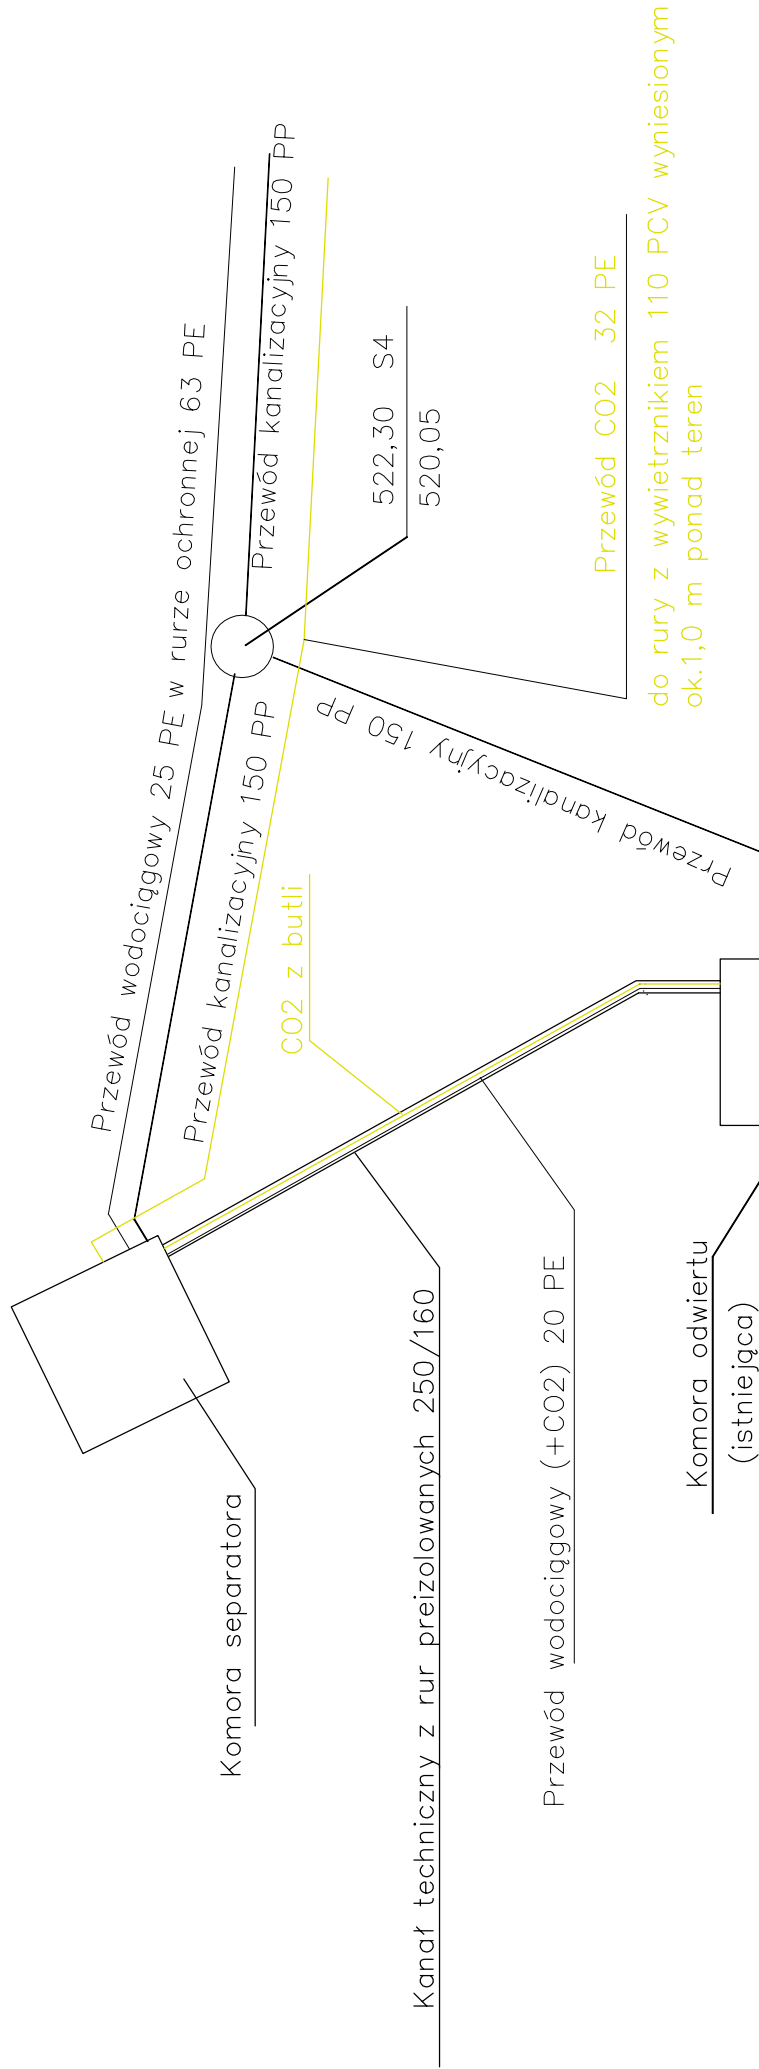 Przewód wodociągowy 25 PE w rurze ochronnej 63 PE
Przewód kanalizacyjny 150 PP
Przewód kanalizacyjny 150 PP
Komora separatora
CO2 z butli
Przewód kanalizacyjny 150 PP
522,30 S4
520,05
Kanał techniczny z rur preizolowanych 250/160
Przewód wodociągowy (+CO2) 20 PE
Przewód CO2 32 PE
do rury z wywietrznikiem 110 PCV wyniesionym
ok.1,0 m ponad teren
Komora odwiertu
(istniejąca)